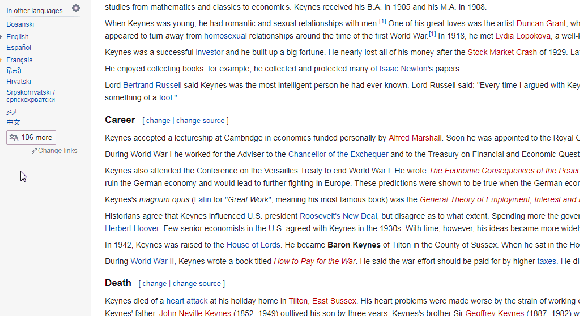 In other languages
Bosanski
English
Español
Français
हिन्दी
Hrvatski
Srpskohrvatski /
српскохрватски
اردو
中文
106 more
Change links
studies from mathematics and classics to economics. Keynes received his B.A. in 1905 and his M.A. in 1908.
When Keynes was young, he had romantic and sexual relationships with men.[1] One of his great loves was the artist Duncan Grant, wh
appeared to turn away from homosexual relationships around the time of the first World War.[1] In 1918, he met Lydia Lopokova, a well-k
Keynes was a successful investor and he built up a big fortune. He nearly lost all of his money after the Stock Market Crash of 1929. Lat
He enjoyed collecting books: for example, he collected and protected many of Isaac Newton's papers.
Lord Bertrand Russell said Keynes was the most intelligent person he had ever known. Lord Russell said: "Every time I argued with Key
something of a fool."
Career [ change | change source ]
Keynes accepted a lectureship at Cambridge in economics funded personally by Alfred Marshall. Soon he was appointed to the Royal C
During World War I he worked for the Adviser to the Chancellor of the Exchequer and to the Treasury on Financial and Economic Quest
Keynes also attended the Conference on the Versailles Treaty to end World War I. He wrote The Economic Consequences of the Peace
ruin the German economy and would lead to further fighting in Europe. These predictions were shown to be true when the German econ
Keynes's magnum opus (Latin for "Great Work", meaning his most famous book) was the General Theory of Employment, Interest and
Historians agree that Keynes influenced U.S. president Roosevelt's New Deal, but disagree as to what extent. Spending more the gover
Herbert Hoover. Few senior economists in the U.S. agreed with Keynes in the 1930s. With time, however, his ideas became more widel
In 1942, Keynes was raised to the House of Lords. He became Baron Keynes of Tilton in the County of Sussex. When he sat in the Ho
During World War II, Keynes wrote a book titled How to Pay for the War. He said the war effort should be paid for by higher taxes. He di
Death [ change | change source ]
Keynes died of a heart attack at his holiday home in Tilton, East Sussex. His heart problems were made worse by the strain of working o
Keynes' father, John Neville Keynes (1852–1949) outlived his son by three years. Keynes's brother Sir Geoffrey Keynes (1887–1982) w